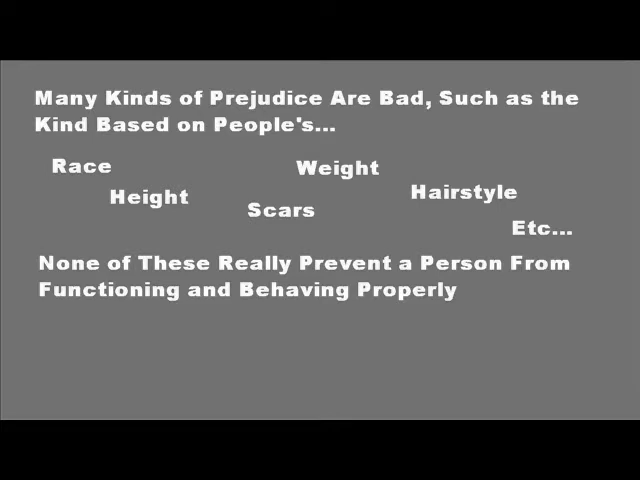 Many Kinds of Prejudice Are Bad, Such as the
Kind Based on People's...
Race
Weight
Height
Hairstyle
Scars
Etc...
None of These Really Prevent a Person From
Functioning and Behaving Properly